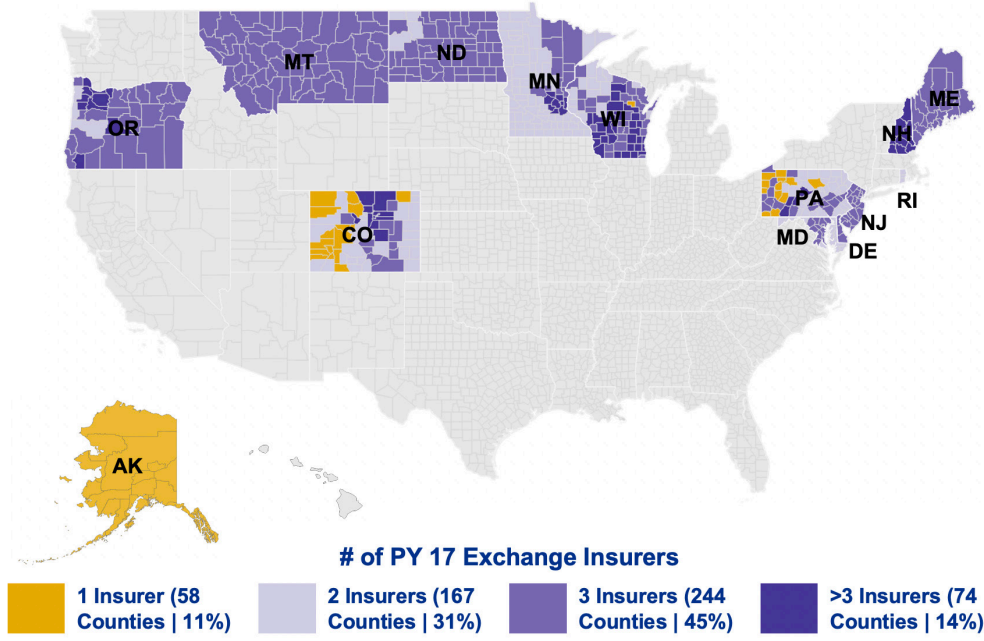 MT
ND
MN
ME
OR
WI
NH
PA
RI
CO
NJ
MD
DE
AK
# of PY 17 Exchange Insurers
1 Insurer (58
Counties | 11%)
2 Insurers (167
Counties | 31%)
3 Insurers (244
Counties | 45%)
>3 Insurers (74
Counties | 14%)